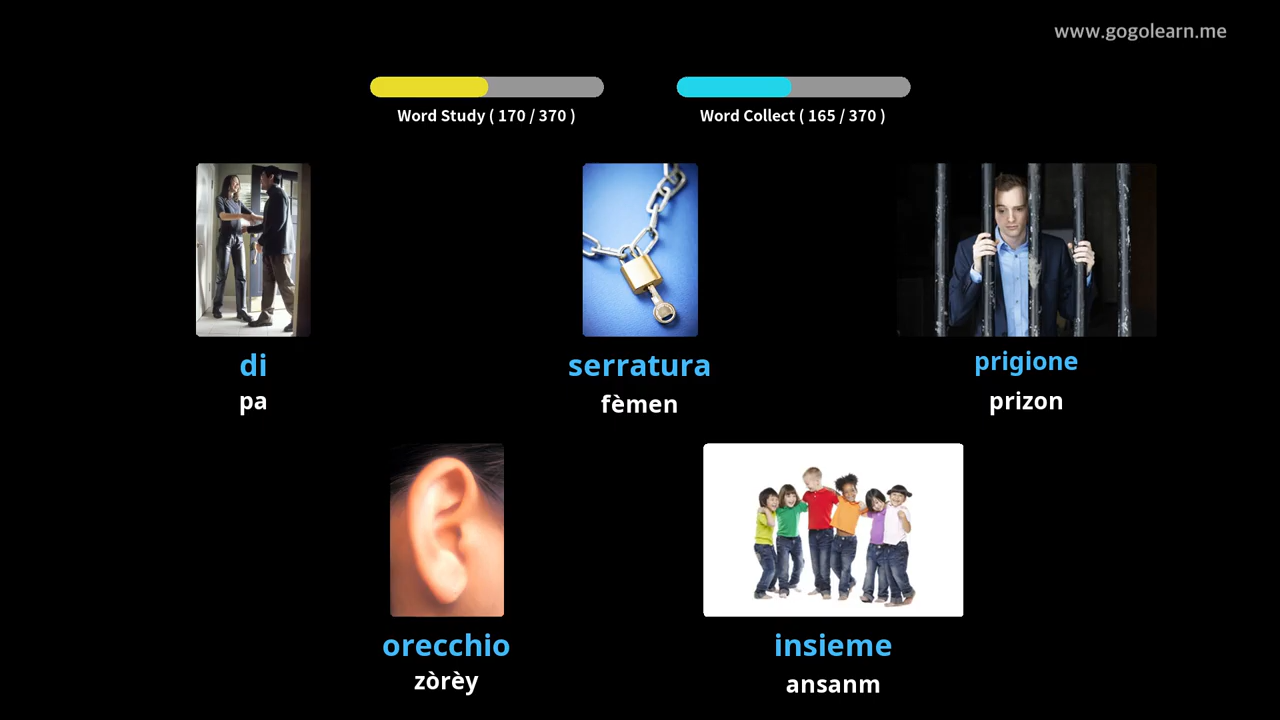 www.gogolearn.me
Word Study ( 170 / 370 )
Word Collect ( 165 / 370 )
di
pa
serratura
fèmen
prigione
prizon
orecchio
zòrèy
insieme
ansanm